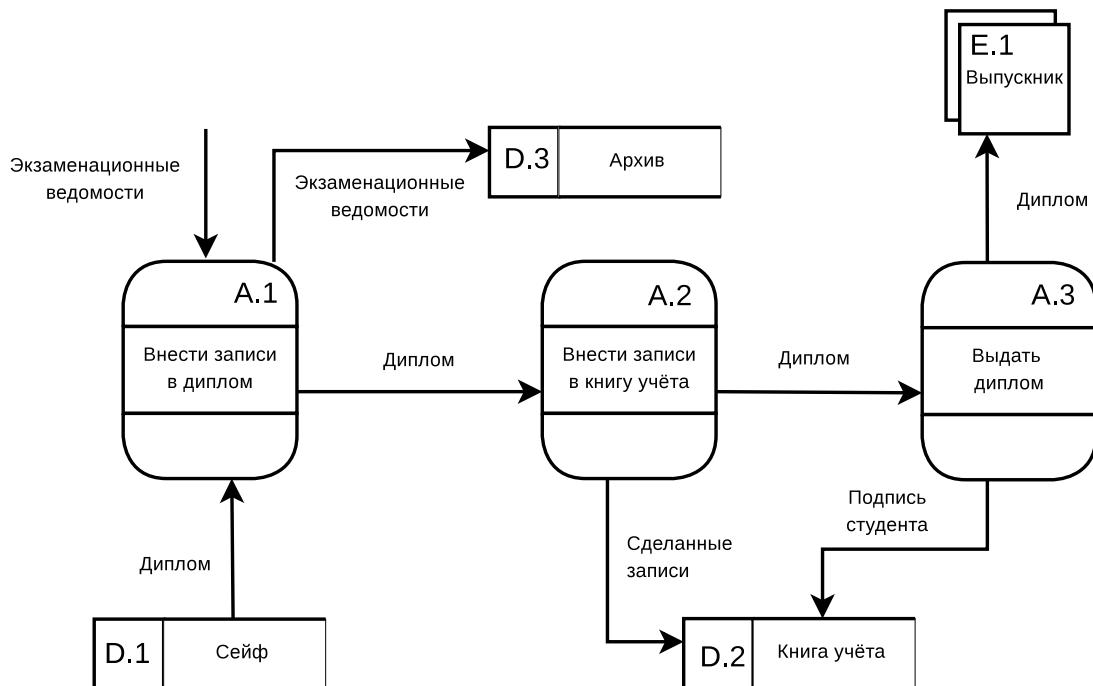 E.1
Выпускник
Экзаменационные
ведомости
Экзаменационные
ведомости
D.3
Архив
Диплом
A.1
Внести записи
в диплом
Диплом
A.2
Внести записи
в книгу учёта
Диплом
A.3
Выдать
диплом
Диплом
Сделанные
записи
Подпись
студента
D.1
Сейф
D.2
Книга учёта